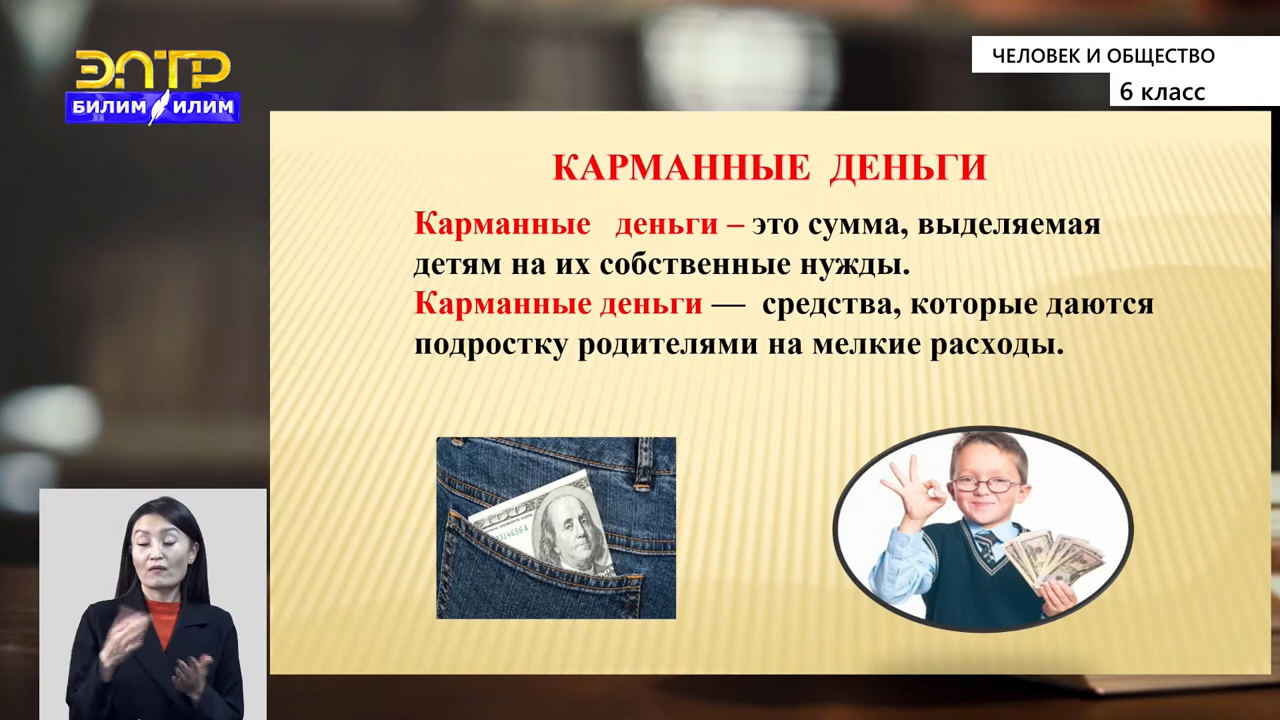 ЭЛТР
БИЛИМ ИЛИМ
ЧЕЛОВЕК И ОБЩЕСТВО
6 класс
КАРМАННЫЕ ДЕНЬГИ
Карманные деньги – это сумма, выделяемая
детям на их собственные нужды.
Карманные деньги — средства, которые даются
подростку родителями на мелкие расходы.